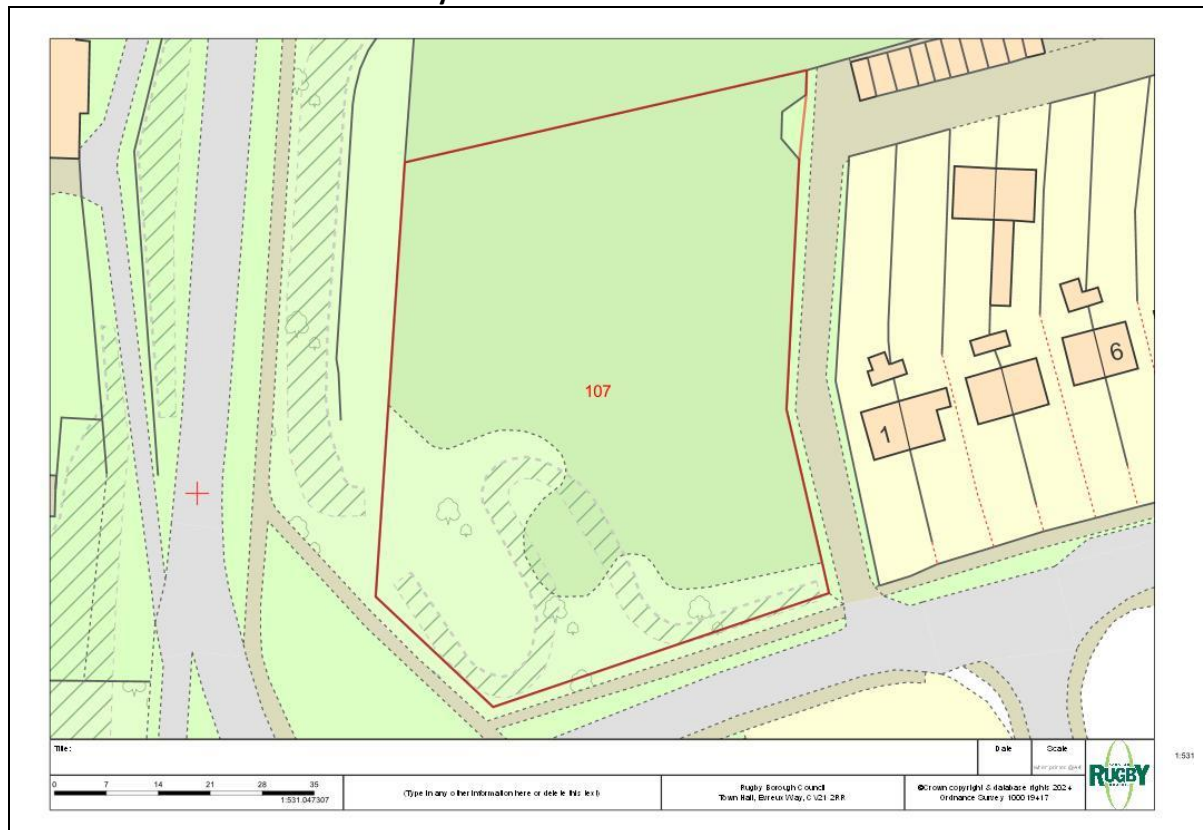 107
1
6
Title:
Date
Scale
0 7 14 21 28 35
1:531.047307
(Type in any other information here or delete this text)
Rugby Borough Council
Town Hall, Evreux Way, CV21 2RR
©Crown copyright & database rights 2024
Ordnance Survey 100019417
RUGBY
1:531